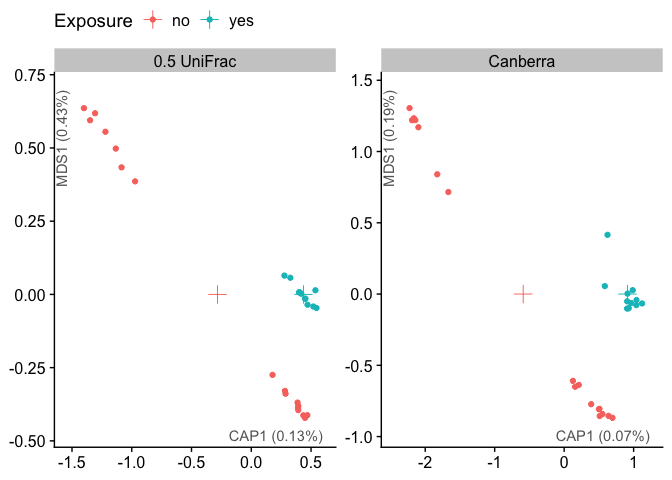 Exposure no yes
0.5 UniFrac
Canberra
MDS1 (0.43%)
0.75
0.50
0.25
0.00
-0.25
-0.50
CAP1 (0.13%)
-1.5 -1.0 -0.5 0.0 0.5
MDS1 (0.19%)
1.5
1.0
0.5
0.0
-0.5
-1.0
CAP1 (0.07%)
-2 -1 0 1